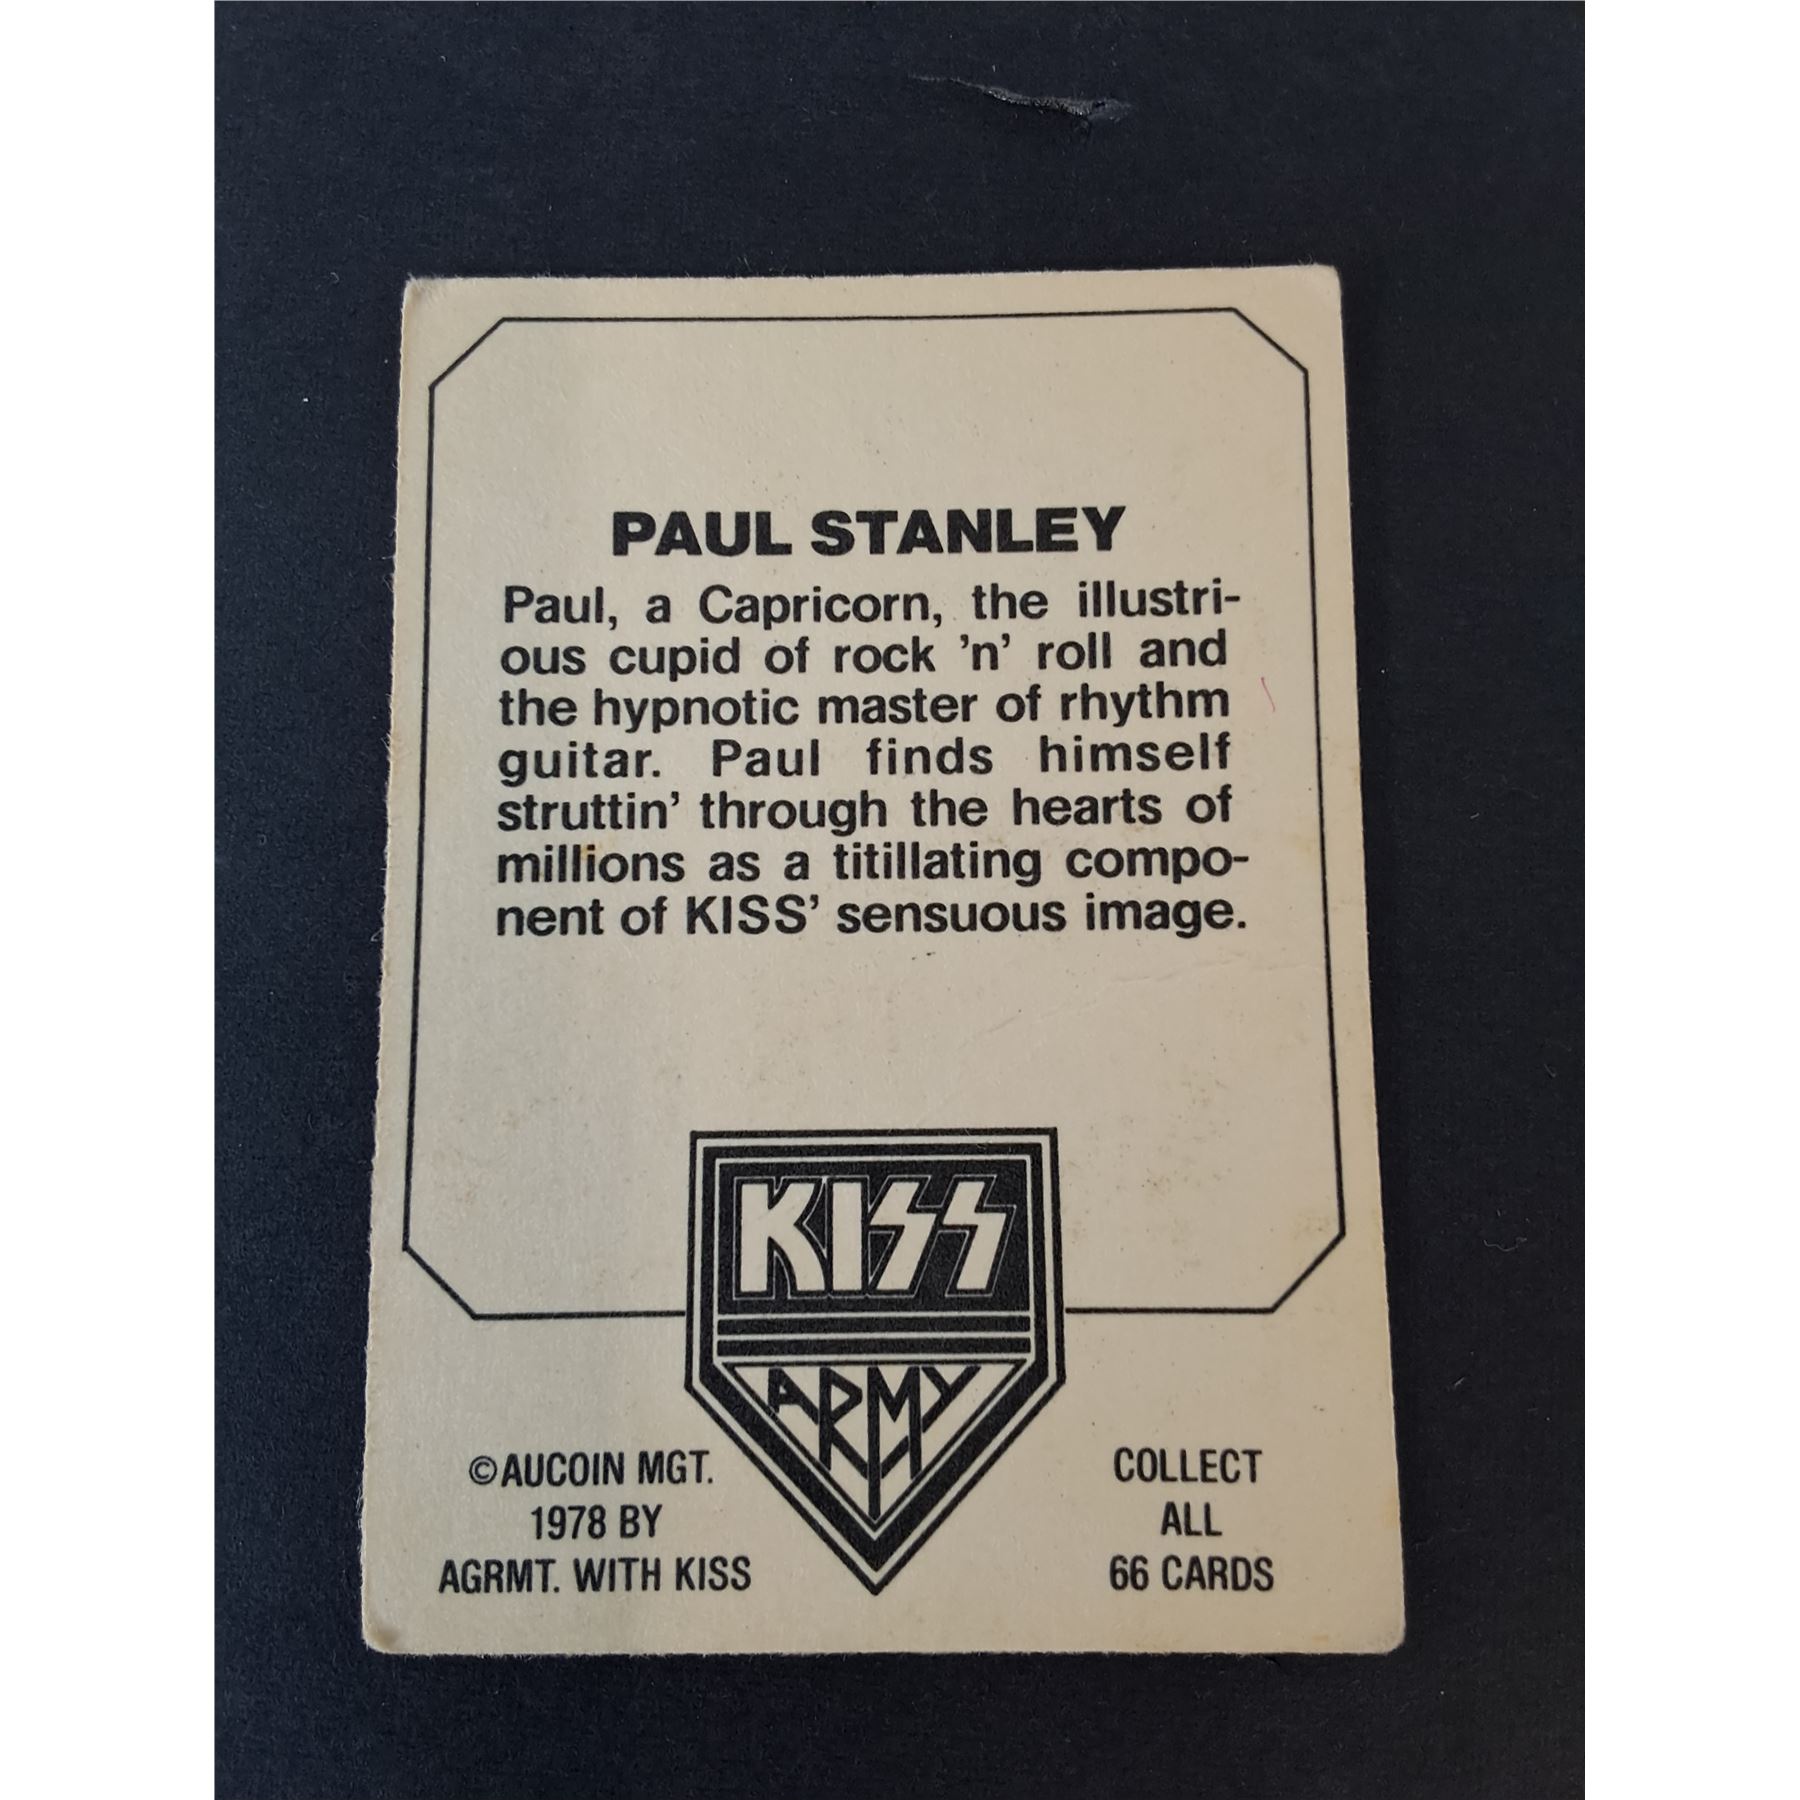 PAUL STANLEY
Paul, a Capricorn, the illustri-
ous cupid of rock 'n' roll and
the hypnotic master of rhythm
guitar. Paul finds himself
struttin' through the hearts of
millions as a titillating compo-
nent of KISS' sensuous image.
KISS
ARMY
©AUCOIN MGT.
1978 BY
AGRMT. WITH KISS
COLLECT
ALL
66 CARDS